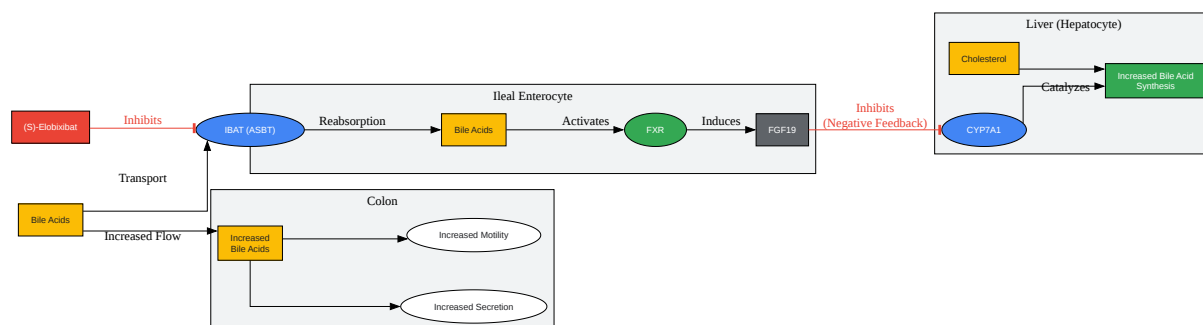 Liver (Hepatocyte)
Cholesterol
Increased Bile Acid
Synthesis
Catalyzes
CYP7A1
Ileal Enterocyte
(S)-Elobixibat
Inhibits
IBAT (ASBT)
Reabsorption
Bile Acids
Activates
FXR
Induces
FGF19
Inhibits
(Negative Feedback)
Transport
Bile Acids
Increased Flow
Colon
Increased
Bile Acids
Increased Motility
Increased Secretion